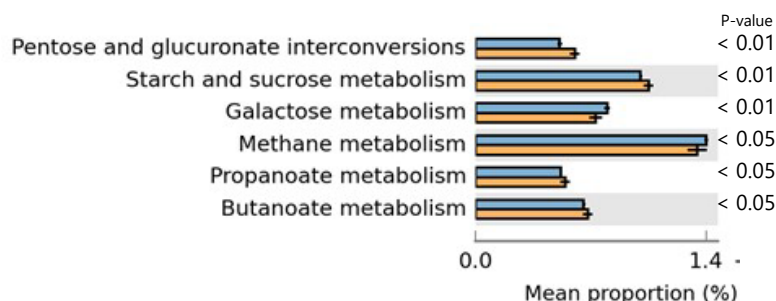 P-value
Pentose and glucuronate interconversions < 0.01
Starch and sucrose metabolism < 0.01
Galactose metabolism < 0.01
Methane metabolism < 0.05
Propanoate metabolism < 0.05
Butanoate metabolism < 0.05
0.0 1.4 -
Mean proportion (%)